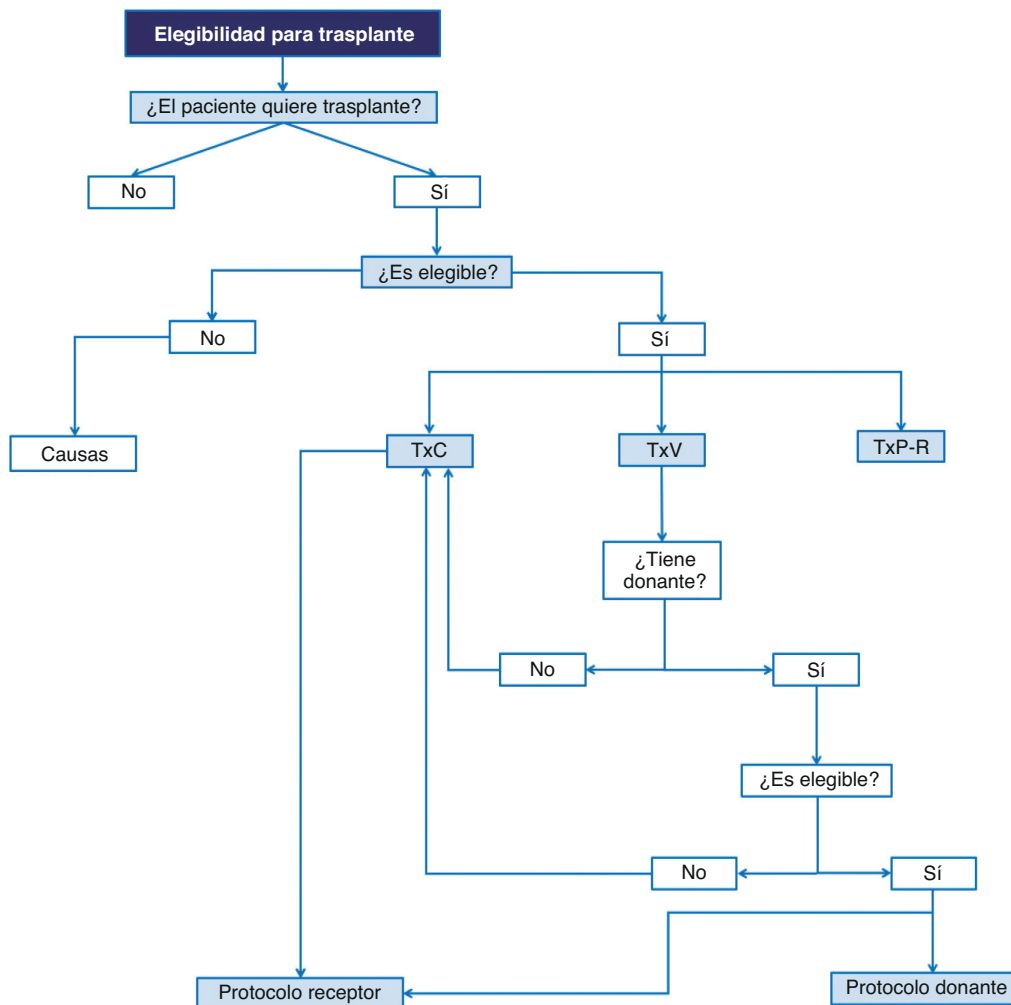 Elegibilidad para trasplante
¿El paciente quiere trasplante?
No
Sí
¿Es elegible?
No
Sí
Causas
TxC
TxV
TxP-R
¿Tiene
donante?
No
Sí
¿Es elegible?
No
Sí
Protocolo receptor
Protocolo donante